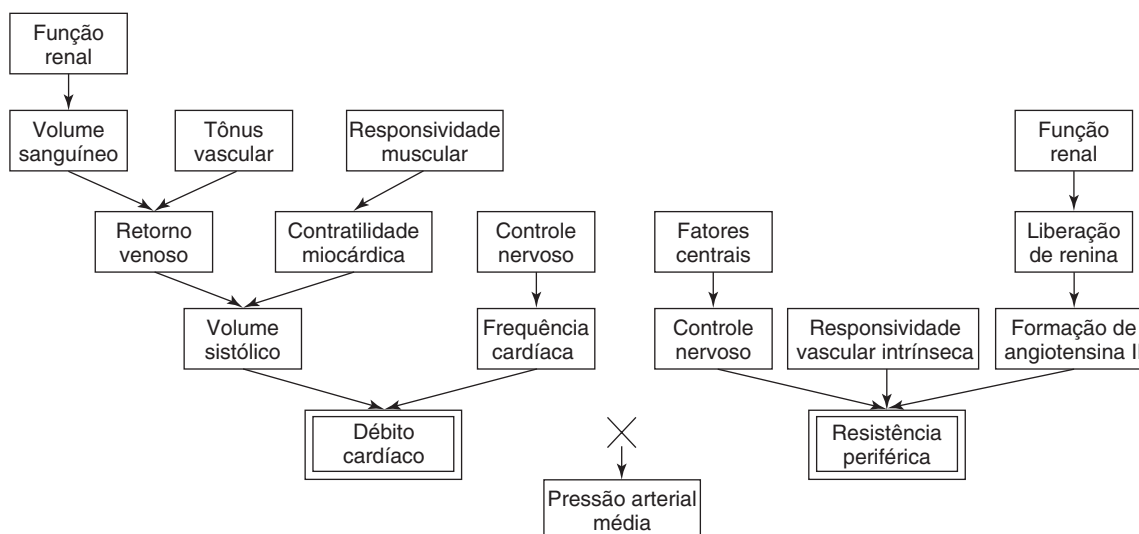 Função
renal
Volume
sanguíneo
Tônus
vascular
Responsividade
muscular
Função
renal
Retorno
venoso
Contratilidade
miocárdica
Controle
nervoso
Fatores
centrais
Liberação
de renina
Volume
sistólico
Frequência
cardíaca
Controle
nervoso
Responsividade
vascular intrínseca
Formação de
angiotensina II
Débito
cardíaco
Resistência
periférica
Pressão arterial
média